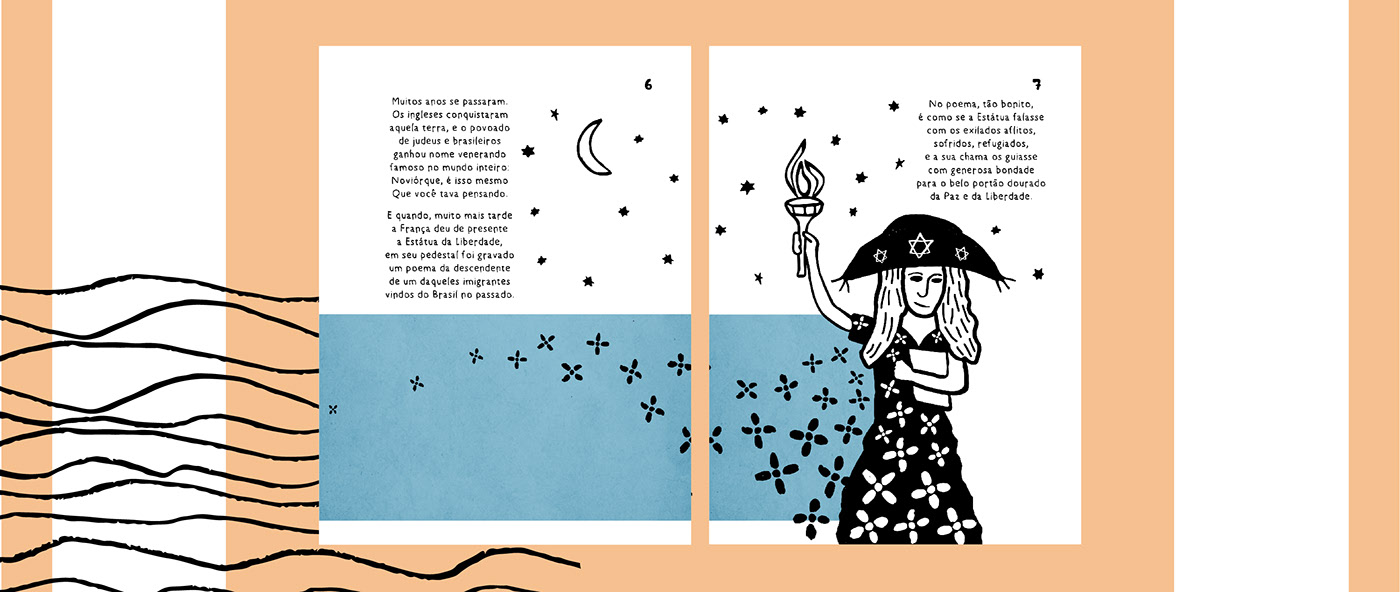 6
Muitos anos se passaram.
Os ingleses conquistaram
aquela terra, e o povoado
de judeus e brasileiros
ganhou nome venerando
famoso no mundo inteiro:
Noviórque, é isso mesmo
Que você tava pensando.
E quando, muito mais tarde
a França deu de presente
a Estátua da Liberdade,
em seu pedestal foi gravado
um poema da descendente
de um daqueles imigrantes
vindos do Brasil no passado.
7
No poema, tão bonito,
é como se a Estátua falasse
com os exilados aflitos,
sofridos, refugiados,
e a sua chama os guiasse
com generosa bondade
para o belo portão dourado
da Paz e da Liberdade.